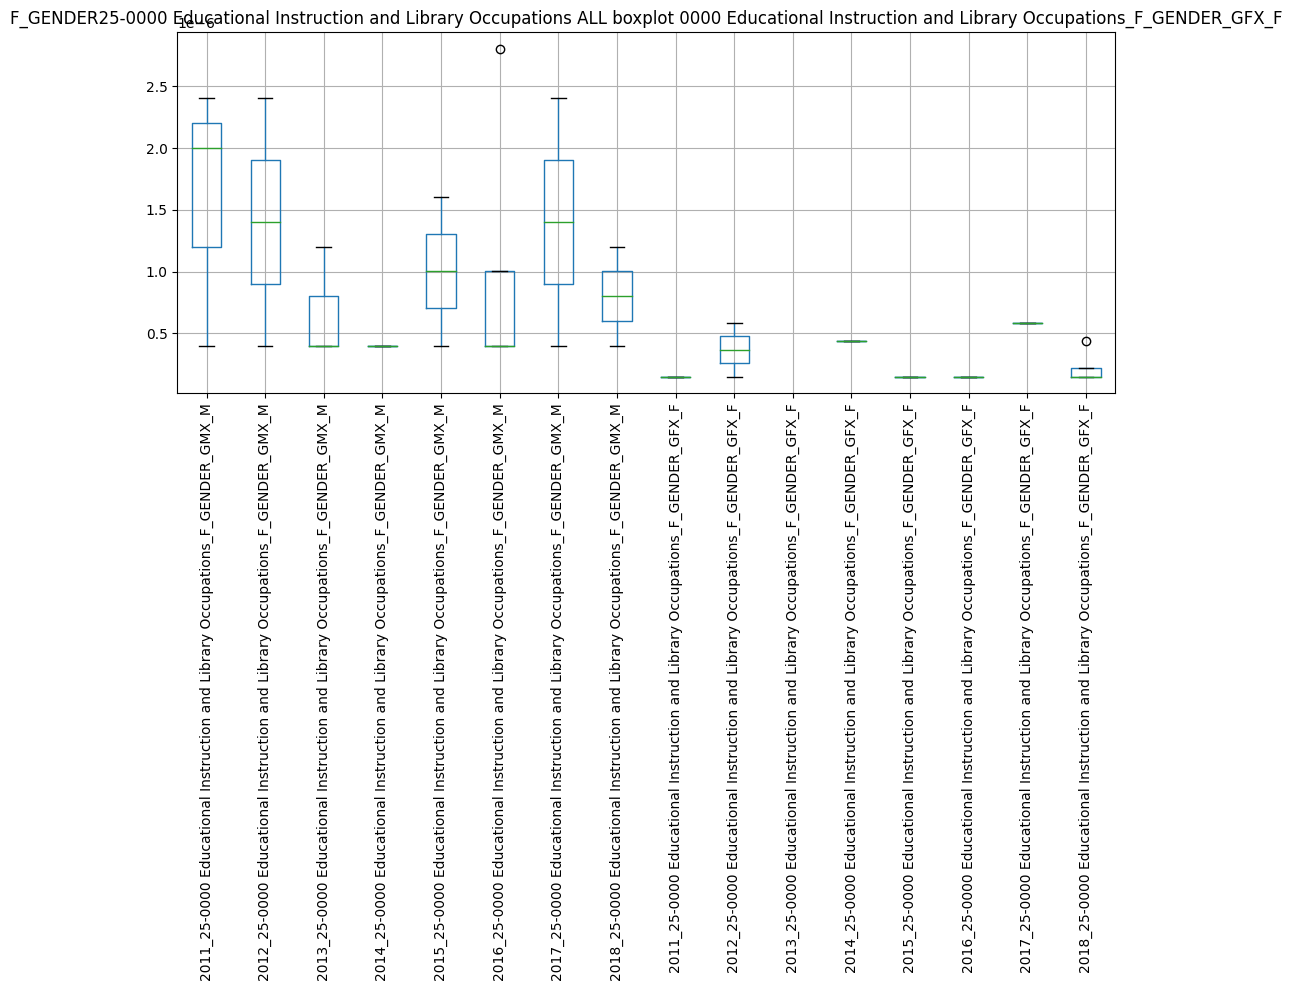 F_GENDER25-0000 Educational Instruction and Library Occupations ALL boxplot 0000 Educational Instruction and Library Occupations_F_GENDER_GFX_F
1e−6
2.5
2.0
1.5
1.0
0.5
2011_25-0000 Educational Instruction and Library Occupations_F_GENDER_GMX_M
2012_25-0000 Educational Instruction and Library Occupations_F_GENDER_GMX_M
2013_25-0000 Educational Instruction and Library Occupations_F_GENDER_GMX_M
2014_25-0000 Educational Instruction and Library Occupations_F_GENDER_GMX_M
2015_25-0000 Educational Instruction and Library Occupations_F_GENDER_GMX_M
2016_25-0000 Educational Instruction and Library Occupations_F_GENDER_GMX_M
2017_25-0000 Educational Instruction and Library Occupations_F_GENDER_GMX_M
2018_25-0000 Educational Instruction and Library Occupations_F_GENDER_GMX_M
2011_25-0000 Educational Instruction and Library Occupations_F_GENDER_GFX_F
2012_25-0000 Educational Instruction and Library Occupations_F_GENDER_GFX_F
2013_25-0000 Educational Instruction and Library Occupations_F_GENDER_GFX_F
2014_25-0000 Educational Instruction and Library Occupations_F_GENDER_GFX_F
2015_25-0000 Educational Instruction and Library Occupations_F_GENDER_GFX_F
2016_25-0000 Educational Instruction and Library Occupations_F_GENDER_GFX_F
2017_25-0000 Educational Instruction and Library Occupations_F_GENDER_GFX_F
2018_25-0000 Educational Instruction and Library Occupations_F_GENDER_GFX_F